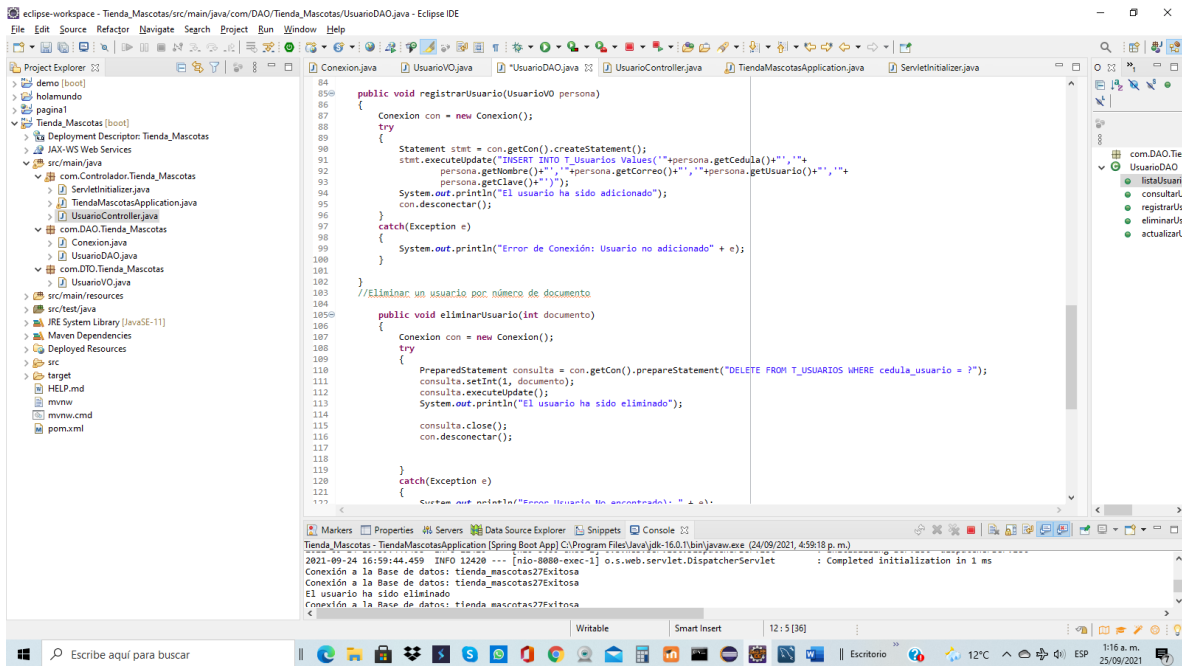 eclipse-workspace - Tienda_Mascotas/src/main/java/com/DAO/Tienda_Mascotas/UsuarioDAO.java - Eclipse IDE
File Edit Source Refactor Navigate Search Project Run Window Help
Project Explorer
demo [boot]
holamundo
pagina1
Tienda_Mascotas [boot]
Deployment Descriptor: Tienda_Mascotas
JAX-WS Web Services
src/main/java
com.Controlador.Tienda_Mascotas
ServletInitializer.java
TiendaMascotasApplication.java
UsuarioController.java
com.DAO.Tienda_Mascotas
Conexion.java
UsuarioDAO.java
com.DTO.Tienda_Mascotas
UsuarioVO.java
src/main/resources
src/test/java
JRE System Library [JavaSE-11]
Maven Dependencies
Deployed Resources
src
target
HELP.md
mvnw
mvnw.cmd
pom.xml
Conexion.java UsuarioVO.java *UsuarioDAO.java UsuarioController.java TiendaMascotasApplication.java ServletInitializer.java
84
85 public void registrarUsuario(UsuarioVO persona)
86 {
87 Conexion con = new Conexion();
88 try
89 {
90 Statement stmt = con.getCon().createStatement();
91 stmt.executeUpdate("INSERT INTO T_Usuarios Values('"+persona.getCedula()+"','"+
92 persona.getNombre()+"','"+persona.getCorreo()+"','"+persona.getUsuario()+"','"+
93 persona.getClave()+"')");
94 System.out.println("El usuario ha sido adicionado");
95 con.desconectar();
96 }
97 catch(Exception e)
98 {
99 System.out.println("Error de Conexión: Usuario no adicionado" + e);
100 }
101
102 }
103 //Eliminar un usuario por número de documento
104
105 public void eliminarUsuario(int documento)
106 {
107 Conexion con = new Conexion();
108 try
109 {
110 PreparedStatement consulta = con.getCon().prepareStatement("DELETE FROM T_USUARIOS WHERE cedula_usuario = ?");
111 consulta.setInt(1, documento);
112 consulta.executeUpdate();
113 System.out.println("El usuario ha sido eliminado");
114
115 consulta.close();
116 con.desconectar();
117
118
119 }
120 catch(Exception e)
121 {
122 System.out.println("Error Usuario No encontrado): " + e);
com.DAO.Tie
UsuarioDAO
listaUsuari
consultarU
registrarUs
eliminarUs
actualizarU
Markers Properties Servers Data Source Explorer Snippets Console
Tienda_Mascotas - TiendaMascotasApplication [Spring Boot App] C:\Program Files\Java\jdk-16.0.1\bin\javaw.exe (24/09/2021, 4:59:18 p. m.)
2021-09-24 16:59:44.459 INFO 12420 --- [nio-8080-exec-1] o.s.web.servlet.DispatcherServlet : Completed initialization in 1 ms
Conexión a la Base de datos: tienda_mascotas27Exitosa
Conexión a la Base de datos: tienda_mascotas27Exitosa
El usuario ha sido eliminado
Conexión a la Base de datos: tienda_mascotas27Exitosa
Writable Smart Insert 12 : 5 [36]
Escribe aquí para buscar
Escritorio
12°C
ESP
1:16 a. m.
25/09/2021